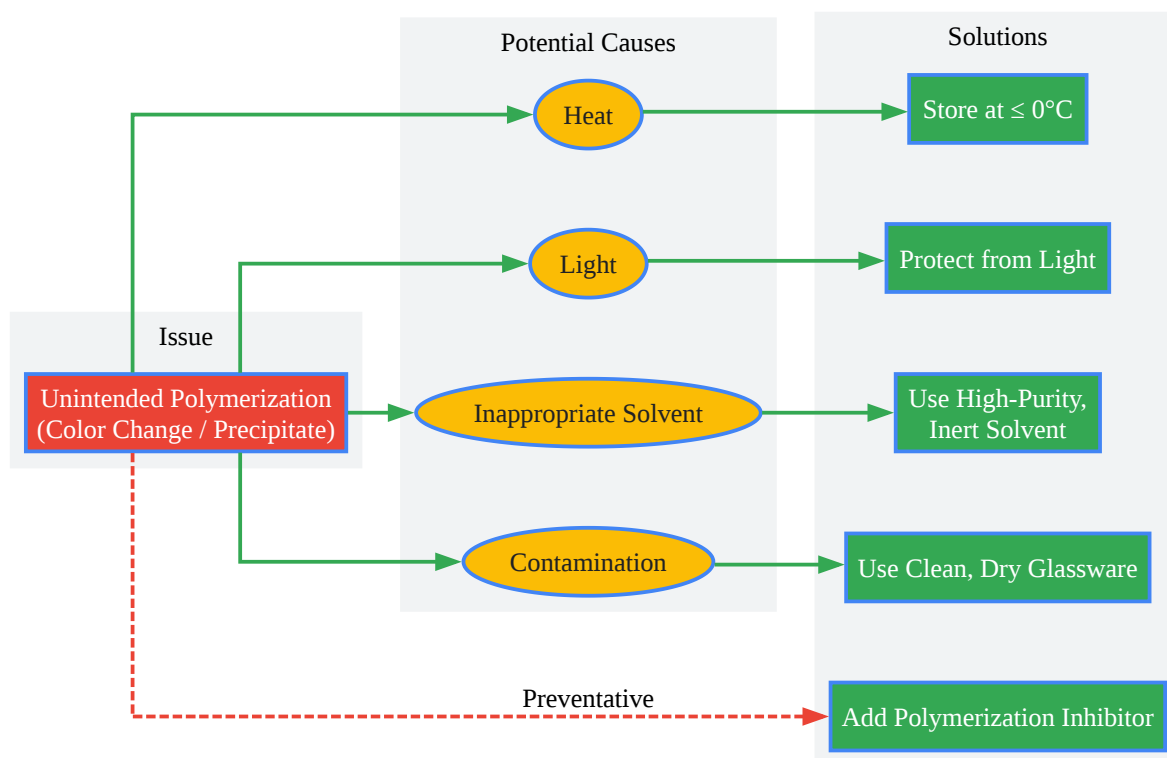 Potential Causes
Solutions
Heat
Store at ≤ 0°C
Light
Protect from Light
Issue
Unintended Polymerization
(Color Change / Precipitate)
Inappropriate Solvent
Use High-Purity,
Inert Solvent
Contamination
Use Clean, Dry Glassware
Preventative
Add Polymerization Inhibitor